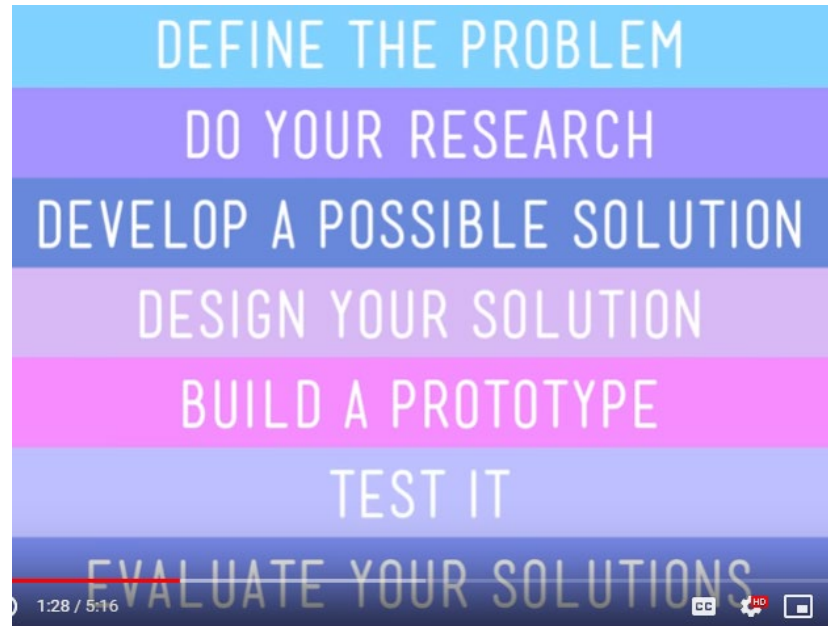 DEFINE THE PROBLEM
DO YOUR RESEARCH
DEVELOP A POSSIBLE SOLUTION
DESIGN YOUR SOLUTION
BUILD A PROTOTYPE
TEST IT
EVALUATE YOUR SOLUTIONS
1:28 / 5:16
CC
HD